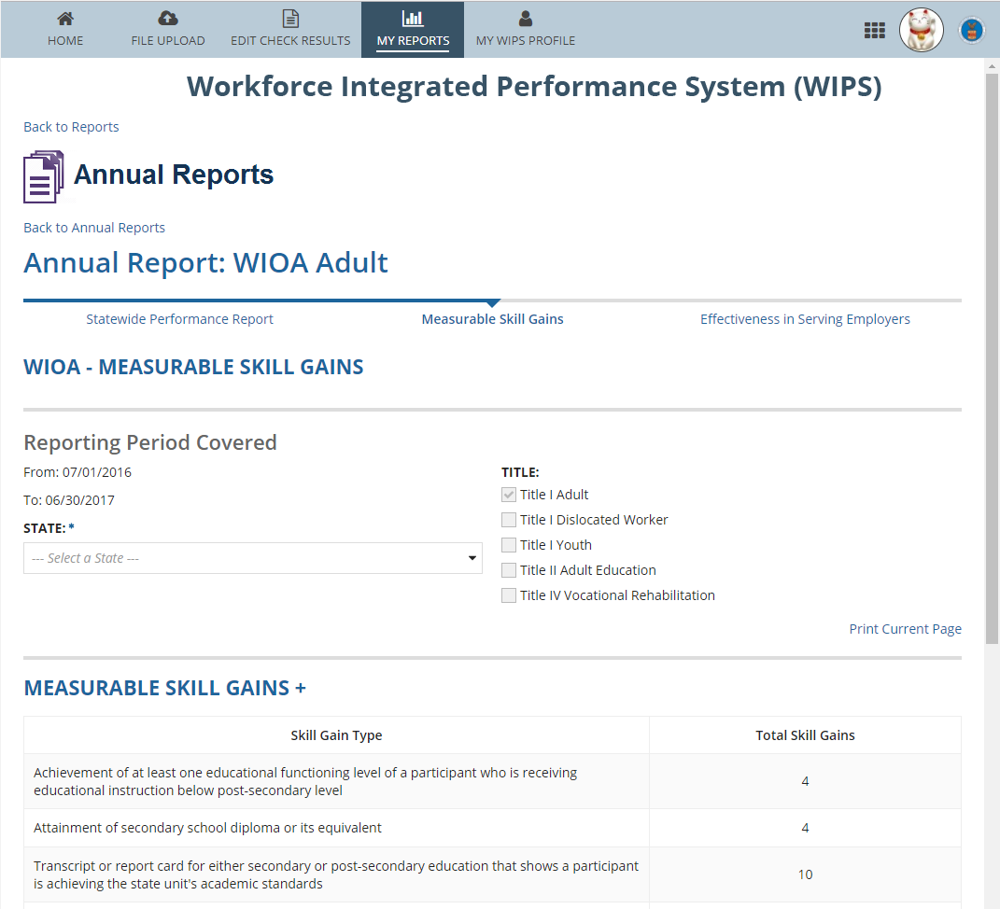 HOME
FILE UPLOAD
EDIT CHECK RESULTS
MY REPORTS
MY WIPS PROFILE
Workforce Integrated Performance System (WIPS)
Back to Reports
Annual Reports
Back to Annual Reports
Annual Report: WIOA Adult
Statewide Performance Report
Measurable Skill Gains
Effectiveness in Serving Employers
WIOA - MEASURABLE SKILL GAINS
Reporting Period Covered
From: 07/01/2016
To: 06/30/2017
STATE: *
--- Select a State ---
TITLE:
Title I Adult
Title I Dislocated Worker
Title I Youth
Title II Adult Education
Title IV Vocational Rehabilitation
Print Current Page
MEASURABLE SKILL GAINS +
Skill Gain Type
Total Skill Gains
Achievement of at least one educational functioning level of a participant who is receiving
educational instruction below post-secondary level
4
Attainment of secondary school diploma or its equivalent
4
Transcript or report card for either secondary or post-secondary education that shows a participant
is achieving the state unit's academic standards
10